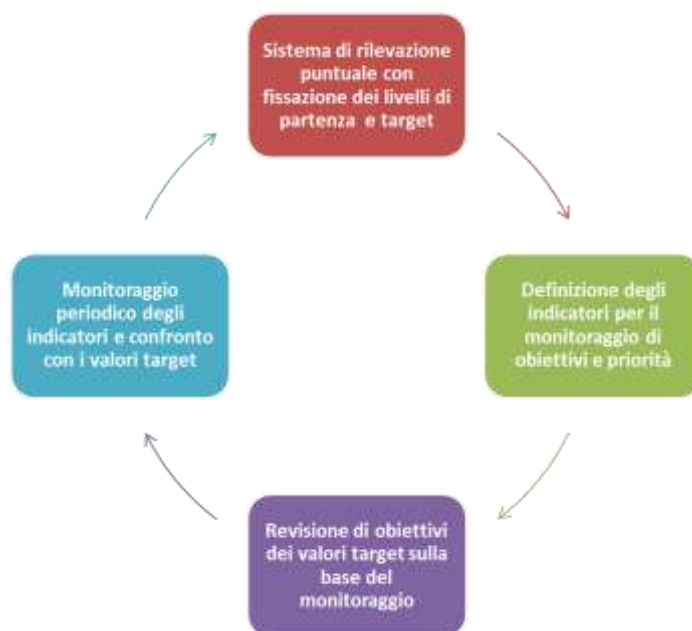 Sistema di rilevazione
puntuale con
fissazione dei livelli di
partenza e target
Definizione degli
indicatori per il
monitoraggio di
obiettivi e priorità
Revisione di obiettivi
dei valori target sulla
base del
monitoraggio
Monitoraggio
periodico degli
indicatori e confronto
con i valori target